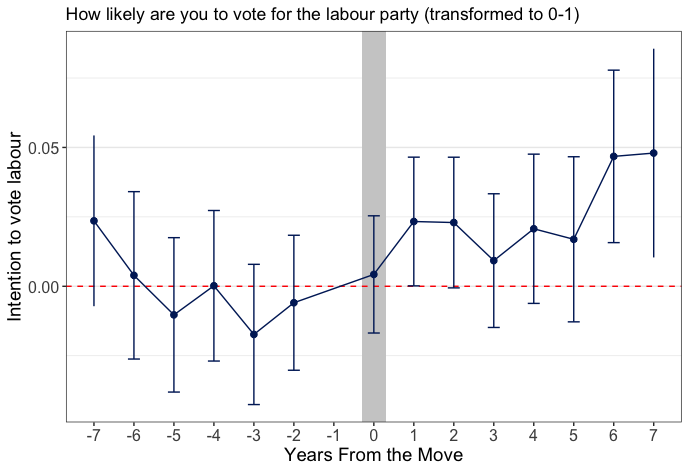 How likely are you to vote for the labour party (transformed to 0-1)
Intention to vote labour
0.05
0.00
-7 -6 -5 -4 -3 -2 -1 0 1 2 3 4 5 6 7
Years From the Move